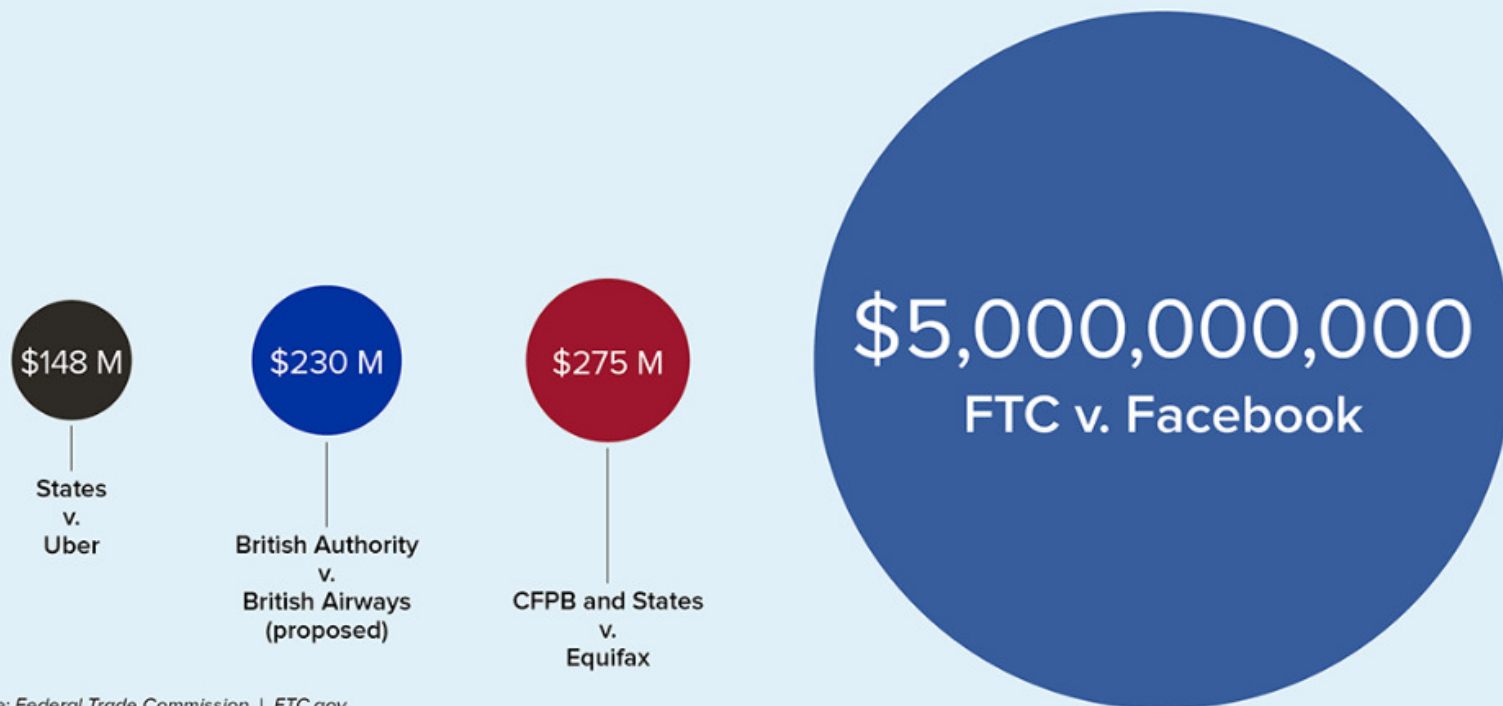 $148 M
States
v.
Uber
$230 M
British Authority
v.
British Airways
(proposed)
$275 M
CFPB and States
v.
Equifax
$5,000,000,000
FTC v. Facebook
Federal Trade Commission | FTC.gov